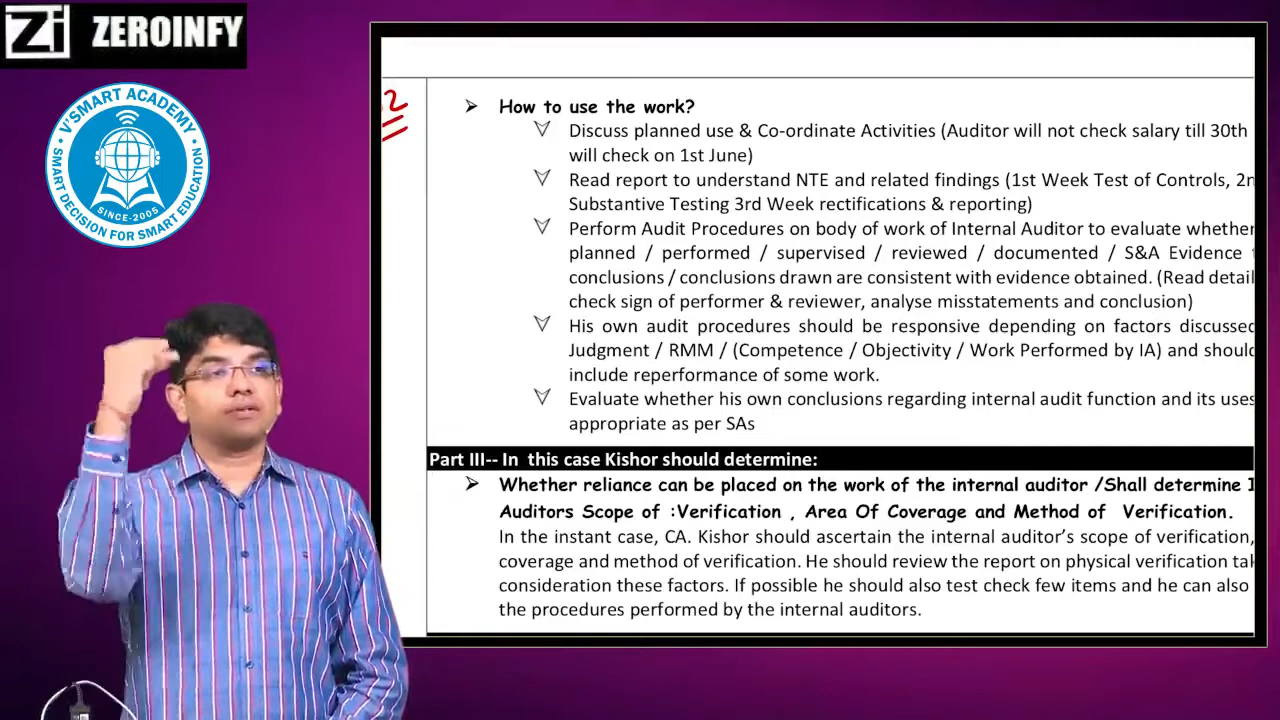 Zi ZEROINFY
V'SMART ACADEMY
SMART DECISION FOR SMART EDUCATION
SINCE-2005
2
➢ How to use the work?
Discuss planned use & Co-ordinate Activities (Auditor will not check salary till 30th
will check on 1st June)
Read report to understand NTE and related findings (1st Week Test of Controls,
Substantive Testing 3rd Week rectifications & reporting)
Perform Audit Procedures on body of work of Internal Auditor to evaluate whether
planned / performed / supervised / reviewed / documented / S&A Evidence
conclusions / conclusions drawn are consistent with evidence obtained. (Read detail
check sign of performer & reviewer, analyse misstatements and conclusion)
His own audit procedures should be responsive depending on factors discussed
Judgment / RMM / (Competence / Objectivity / Work Performed by IA) and
include reperformance of some work.
Evaluate whether his own conclusions regarding internal audit function and its uses
appropriate as per SAs
Part III-- In this case Kishor should determine:
➢ Whether reliance can be placed on the work of the internal auditor /Shall determine
Auditors Scope of :Verification , Area Of Coverage and Method of Verification.
In the instant case, CA. Kishor should ascertain the internal auditor's scope of verification,
coverage and method of verification. He should review the report on physical verification
consideration these factors. If possible he should also test check few items and he can also
the procedures performed by the internal auditors.